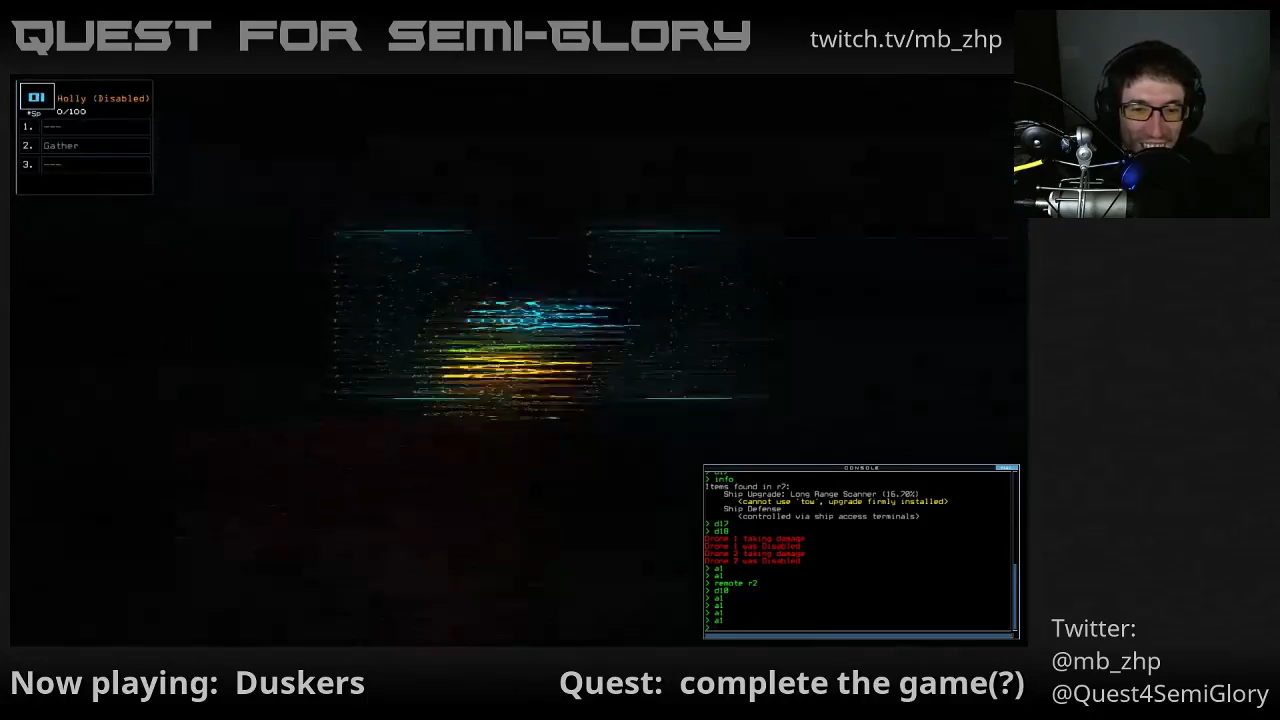 QUEST FOR SEMI-GLORY
twitch.tv/mb_zhp
01
Holly (Disabled)
0/100
1. ---
2. Gather
3. ---
CONSOLE
> info
Items found in r7:
Ship Upgrade: Long Range Scanner (16.70%)
<cannot use 'tow', upgrade firmly installed>
Ship Defense
<controlled via ship access terminals>
> d17
> d18
Drone 1 taking damage
Drone 1 was Disabled
Drone 2 taking damage
Drone 2 was Disabled
> a1
> a1
> remote r2
> d10
> a1
> a1
> a1
> a1
>
Twitter:
@mb_zhp
@Quest4SemiGlory
Now playing: Duskers
Quest: complete the game(?)